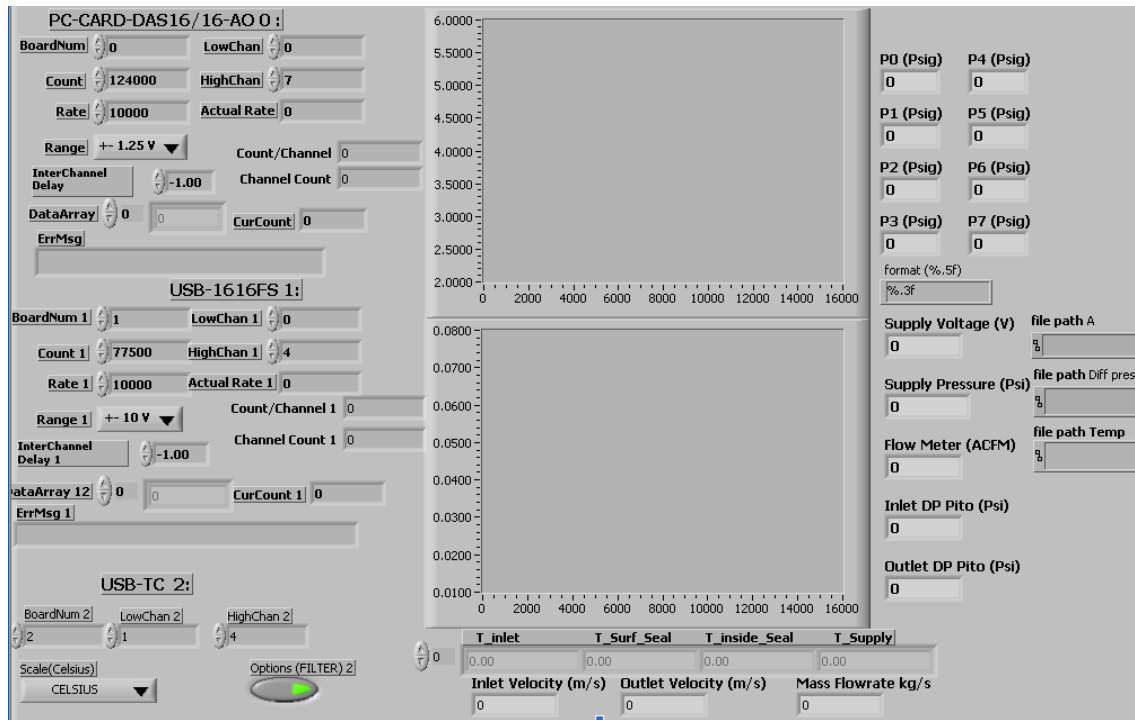 PC-CARD-DAS16/16-AO 0 :
BoardNum 0 LowChan 0
Count 124000 HighChan 7
Rate 10000 Actual Rate 0
Range +- 1.25 V
Count/Channel 0
InterChannel
Delay -1.00
Channel Count 0
DataArray 0 0 CurCount 0
ErrMsg
USB-1616FS 1:
BoardNum 1 1 LowChan 1 0
Count 1 77500 HighChan 1 4
Rate 1 10000 Actual Rate 1 0
Range 1 +- 10 V
Count/Channel 1 0
InterChannel
Delay 1 -1.00
Channel Count 1 0
DataArray 12 0 0 CurCount 1 0
ErrMsg 1
USB-TC 2:
BoardNum 2 LowChan 2 HighChan 2
2 1 4
Scale(Celsius) Options (FILTER) 2
CELSIUS
6.0000
5.5000
5.0000
4.5000
4.0000
3.5000
3.0000
2.5000
2.0000
0 2000 4000 6000 8000 10000 12000 14000 16000
0.0800
0.0700
0.0600
0.0500
0.0400
0.0300
0.0200
0.0100
0 2000 4000 6000 8000 10000 12000 14000 16000
T_inlet T_Surf_Seal T_inside_Seal T_Supply
0 0.00 0.00 0.00 0.00
Inlet Velocity (m/s) Outlet Velocity (m/s) Mass Flowrate kg/s
0 0 0
P0 (Psig) P4 (Psig)
0 0
P1 (Psig) P5 (Psig)
0 0
P2 (Psig) P6 (Psig)
0 0
P3 (Psig) P7 (Psig)
0 0
format (%.5f)
%.3f
Supply Voltage (V) file path A
0
Supply Pressure (Psi) file path Diff pres
0
Flow Meter (ACFM) file path Temp
0
Inlet DP Pito (Psi)
0
Outlet DP Pito (Psi)
0